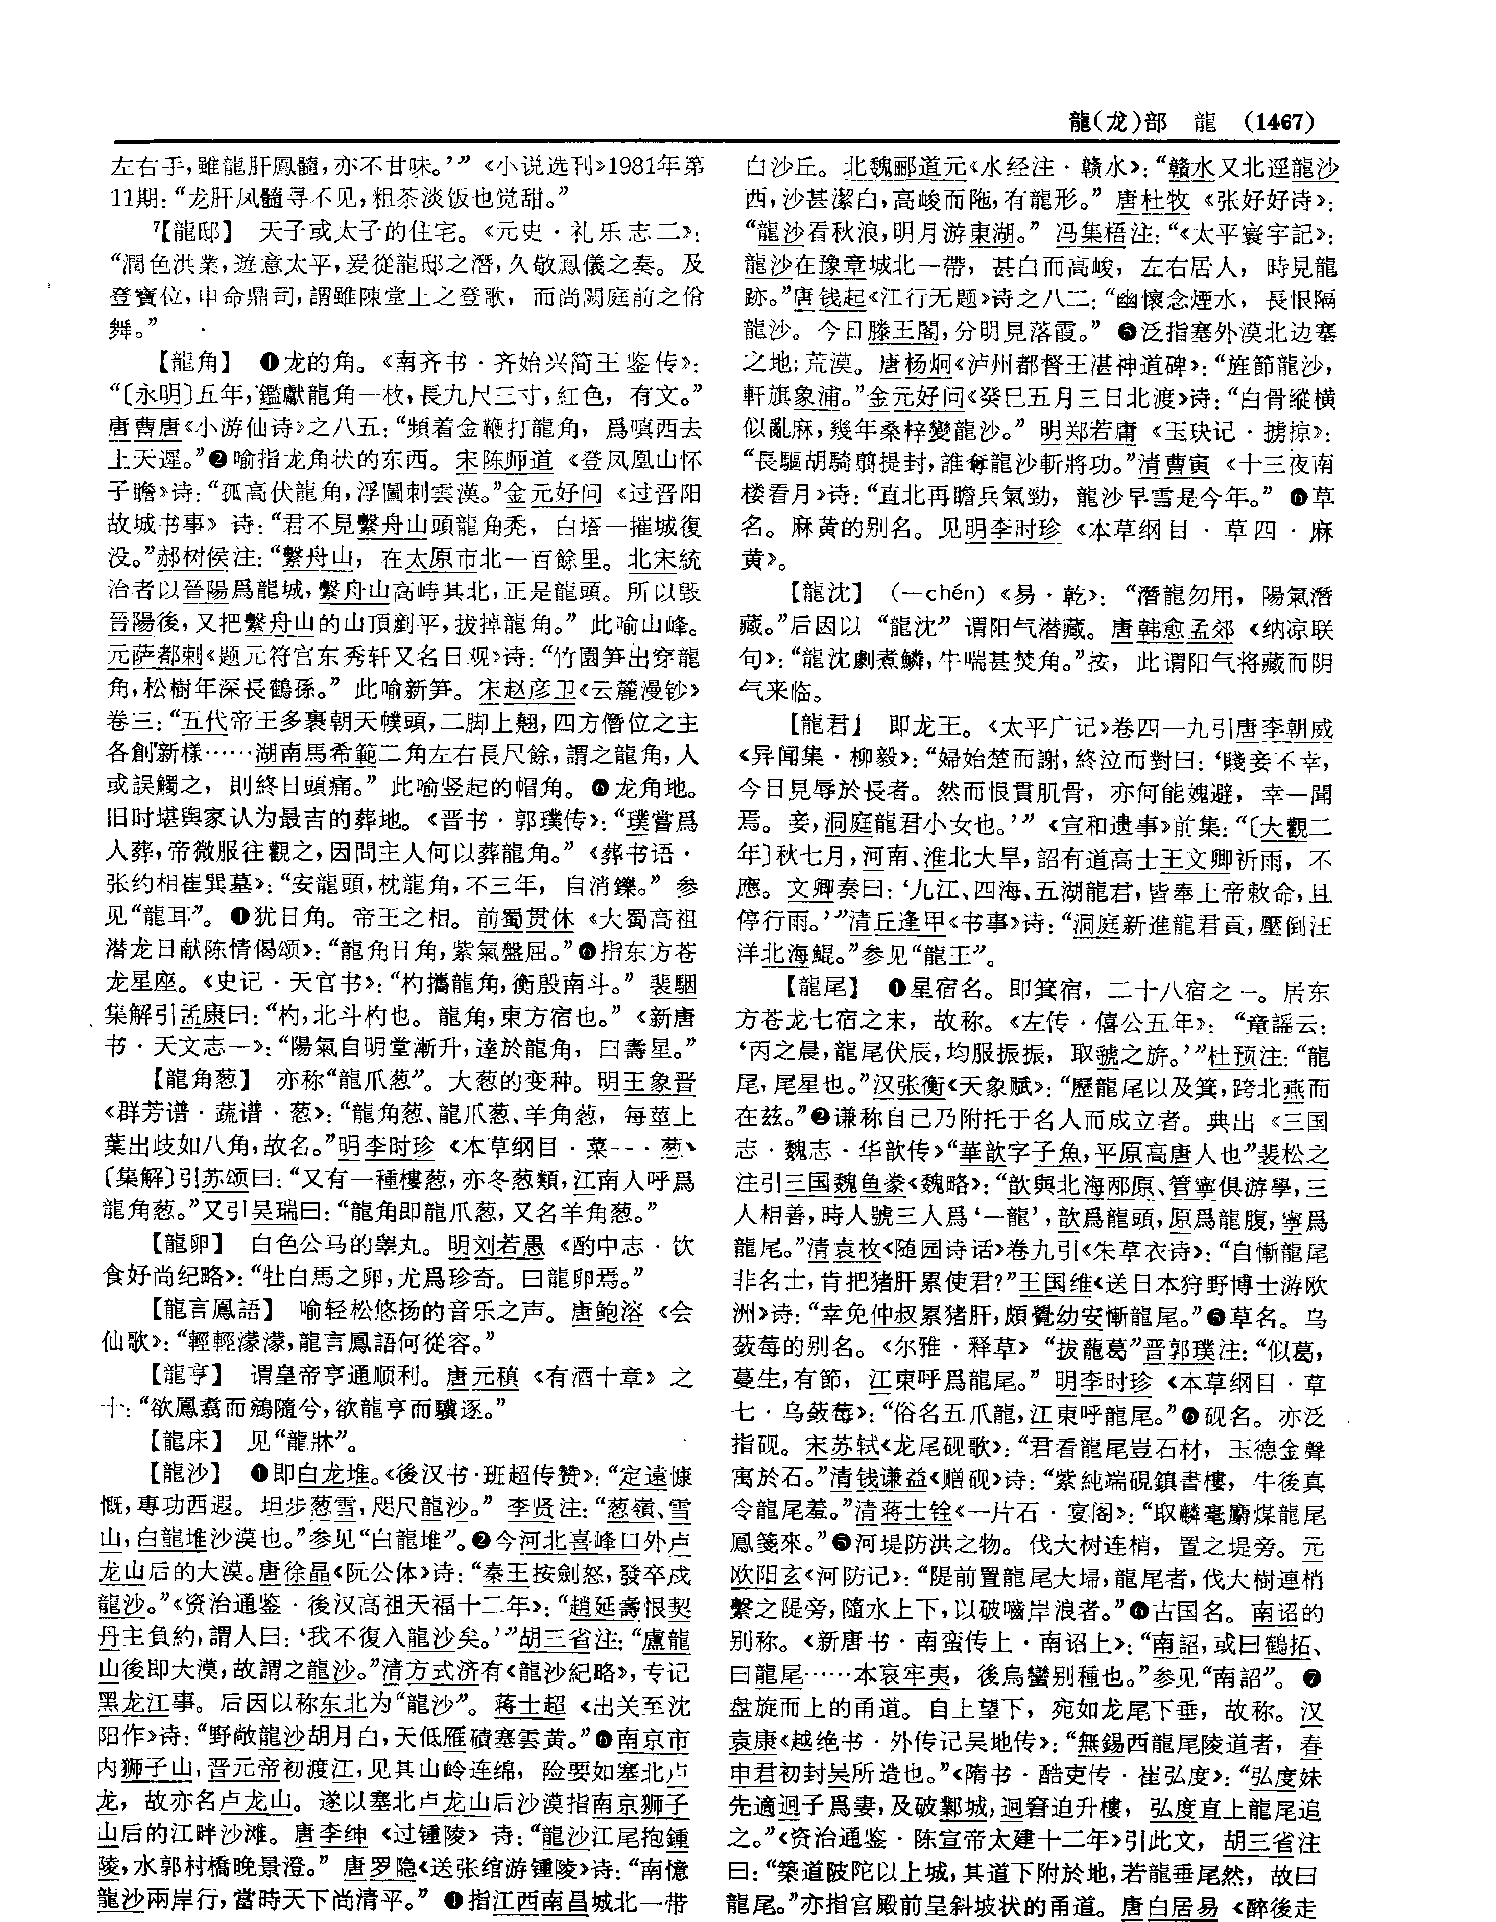 龍(龙)部 龍 (1467)
左右手,雖龍肝鳳髓,亦不甘味。’”《小说选刊》1981年第
11期:“龙肝凤髓寻不见,粗茶淡饭也觉甜。”
7【龍邸】 天子或太子的住宅。《元史·礼乐志二》:
“潤色洪業,遊意太平,爰從龍邸之潛,久敬鳳儀之奏。及
登寶位,申命鼎司,謂雖陳堂上之登歌,而尚闕庭前之佾
舞。”
【龍角】 ❶龙的角。《南齐书·齐始兴简王鉴传》:
“〔永明〕五年,鑑獻龍角一枚,長九尺三寸,紅色,有文。”
唐曹唐《小游仙诗》之八五:“頻着金鞭打龍角,爲嗔西去
上天遲。”❷喻指龙角状的东西。宋陈师道《登凤凰山怀
子瞻》诗:“孤高伏龍角,浮圖刺雲漢。”金元好问《过晋阳
故城书事》诗:“君不見繫舟山頭龍角禿,白塔一摧城復
没。”郝树侯注:“繫舟山,在太原市北一百餘里。北宋統
治者以晉陽爲龍城,繫舟山高峙其北,正是龍頭。所以毁
晉陽後,又把繫舟山的山頂剷平,拔掉龍角。”此喻山峰。
元萨都剌《题元符宫东秀轩又名日观》诗:“竹園笋出穿龍
角,松樹年深長鶴孫。”此喻新笋。宋赵彦卫《云麓漫钞》
卷三:“五代帝王多裹朝天幞頭,二脚上翹,四方僭位之主
各創新樣……湖南馬希範二角左右長尺餘,謂之龍角,人
或誤觸之,則終日頭痛。”此喻竖起的帽角。❸龙角地。
旧时堪舆家认为最吉的葬地。《晋书·郭璞传》:“璞嘗爲
人葬,帝微服往觀之,因問主人何以葬龍角。”《葬书语·
张约相崔巽墓》:“安龍頭,枕龍角,不三年,自消鑠。”参
见“龍耳”。❹犹日角。帝王之相。前蜀贯休《大蜀高祖
潜龙日献陈情偈颂》:“龍角日角,紫氣盤屈。”❺指东方苍
龙星座。《史记·天官书》:“杓攜龍角,衡殷南斗。”裴駰
集解引孟康曰:“杓,北斗杓也。龍角,東方宿也。”《新唐
书·天文志一》:“陽氣自明堂漸升,達於龍角,曰壽星。”
【龍角葱】 亦称“龍爪葱”。大葱的变种。明王象晋
《群芳谱·蔬谱·葱》:“龍角葱、龍爪葱、羊角葱,每莖上
葉出歧如八角,故名。”明李时珍《本草纲目·菜一·葱》
〔集解〕引苏颂曰:“又有一種樓葱,亦冬葱類,江南人呼爲
龍角葱。”又引吴瑞曰:“龍角即龍爪葱,又名羊角葱。”
【龍卵】 白色公马的睾丸。明刘若愚《酌中志·饮
食好尚纪略》:“牡白馬之卵,尤爲珍奇。曰龍卵焉。”
【龍言鳳語】 喻轻松悠扬的音乐之声。唐鲍溶《会
仙歌》:“輕輕濛濛,龍言鳳語何從容。”
【龍亨】 谓皇帝亨通顺利。唐元稹《有酒十章》之
十:“欲鳳翥而鵷隨兮,欲龍亨而驥逐。”
【龍床】 见“龍牀”。
【龍沙】 ❶即白龙堆。《後汉书·班超传赞》:“定遠慷
慨,專功西遐。坦步葱雪,咫尺龍沙。”李贤注:“葱嶺、雪
山,白龍堆沙漠也。”参见“白龍堆”。❷今河北喜峰口外卢
龙山后的大漠。唐徐晶《阮公体》诗:“秦王按劍怒,發卒戍
龍沙。”《资治通鉴·後汉高祖天福十二年》:“趙延壽恨契
丹主負約,謂人曰:‘我不復入龍沙矣。’”胡三省注:“盧龍
山後即大漠,故謂之龍沙。”清方式济有《龍沙紀略》,专记
黑龙江事。后因以称东北为“龍沙”。蒋士超《出关至沈
阳作》诗:“野敞龍沙胡月白,天低雁磧塞雲黄。”❸南京市
内狮子山,晋元帝初渡江,见其山岭连绵,险要如塞北卢
龙,故亦名卢龙山。遂以塞北卢龙山后沙漠指南京狮子
山后的江畔沙滩。唐李绅《过锺陵》诗:“龍沙江尾抱鍾
陵,水郭村橋晚景澄。”唐罗隐《送张绾游锺陵》诗:“南憶
龍沙兩岸行,當時天下尚清平。”❹指江西南昌城北一带
白沙丘。北魏郦道元《水经注·赣水》:“赣水又北逕龍沙
西,沙甚潔白,高峻而陁,有龍形。”唐杜牧《张好好诗》:
“龍沙看秋浪,明月游東湖。”冯集梧注:“《太平寰宇記》:
龍沙在豫章城北一帶,甚白而高峻,左右居人,時見龍
跡。”唐钱起《江行无题》诗之八二:“幽懷念煙水,長恨隔
龍沙。今日滕王閣,分明見落霞。”❺泛指塞外漠北边塞
之地;荒漠。唐杨炯《泸州都督王湛神道碑》:“旌節龍沙,
軒旗象浦。”金元好问《癸巳五月三日北渡》诗:“白骨縱横
似亂麻,幾年桑梓變龍沙。”明郑若庸《玉玦记·掳掠》:
“長驅胡騎窮提封,誰奪龍沙斬將功。”清曹寅《十三夜南
楼看月》诗:“直北再瞻兵氣勁,龍沙早雪是今年。”❻草
名。麻黄的别名。见明李时珍《本草纲目·草四·麻
黄》。
【龍沈】 (—chén)《易·乾》:“潛龍勿用,陽氣潛
藏。”后因以“龍沈”谓阳气潜藏。唐韩愈孟郊《纳凉联
句》:“龍沈劇煮鱗,牛喘甚焚角。”按,此谓阳气将藏而阴
气来临。
【龍君】 即龙王。《太平广记》卷四一九引唐李朝威
《异闻集·柳毅》:“婦始楚而謝,終泣而對曰:‘賤妾不幸,
今日見辱於長者。然而恨貫肌骨,亦何能媿避,幸一聞
焉。妾,洞庭龍君小女也。’”《宣和遗事》前集:“〔大觀二
年〕秋七月,河南、淮北大旱,詔有道高士王文卿祈雨,不
應。文卿奏曰:‘九江、四海、五湖龍君,皆奉上帝敕命,且
停行雨。’”清丘逢甲《书事》诗:“洞庭新進龍君貢,壓倒汪
洋北海鯤。”参见“龍王”。
【龍尾】 ❶星宿名。即箕宿,二十八宿之一。居东
方苍龙七宿之末,故称。《左传·僖公五年》:“童謡云:
‘丙之晨,龍尾伏辰,均服振振,取虢之旂。’”杜预注:“龍
尾,尾星也。”汉张衡《天象赋》:“歷龍尾以及箕,跨北燕而
在兹。”❷谦称自己乃附托于名人而成立者。典出《三国
志·魏志·华歆传》“華歆字子魚,平原高唐人也”裴松之
注引三国魏鱼豢《魏略》:“歆與北海邴原、管寧俱游學,三
人相善,時人號三人爲‘一龍’,歆爲龍頭,原爲龍腹,寧爲
龍尾。”清袁枚《随园诗话》卷九引《朱草衣诗》:“自慚龍尾
非名士,肯把猪肝累使君?”王国维《送日本狩野博士游欧
洲》诗:“幸免仲叔累猪肝,頗覺幼安慚龍尾。”❸草名。乌
蔹莓的别名。《尔雅·释草》“拔蘢葛”晋郭璞注:“似葛,
蔓生,有節,江東呼爲龍尾。”明李时珍《本草纲目·草
七·乌蔹莓》:“俗名五爪龍,江東呼龍尾。”❹砚名。亦泛
指砚。宋苏轼《龙尾砚歌》:“君看龍尾豈石材,玉德金聲
寓於石。”清钱谦益《赠砚》诗:“紫純端硯鎮書樓,牛後真
令龍尾羞。”清蒋士铨《一片石·宴阁》:“取麟毫麝煤龍尾
鳳箋來。”❺河堤防洪之物。伐大树连梢,置之堤旁。元
欧阳玄《河防记》:“隄前置龍尾大埽,龍尾者,伐大樹連梢
繫之隄旁,隨水上下,以破嚙岸浪者。”❻古国名。南诏的
别称。《新唐书·南蛮传上·南诏上》:“南詔,或曰鶴拓、
曰龍尾……本哀牢夷,後烏蠻别種也。”参见“南詔”。❼
盘旋而上的甬道。自上望下,宛如龙尾下垂,故称。汉
袁康《越绝书·外传记吴地传》:“無錫西龍尾陵道者,春
申君初封吴所造也。”《隋书·酷吏传·崔弘度》:“弘度妹
先適迥子爲妻,及破鄴城,迥窘迫升樓,弘度直上龍尾追
之。”《资治通鉴·陈宣帝太建十二年》引此文,胡三省注
曰:“築道陂陀以上城,其道下附於地,若龍垂尾然,故曰
龍尾。”亦指宫殿前呈斜坡状的甬道。唐白居易《醉後走